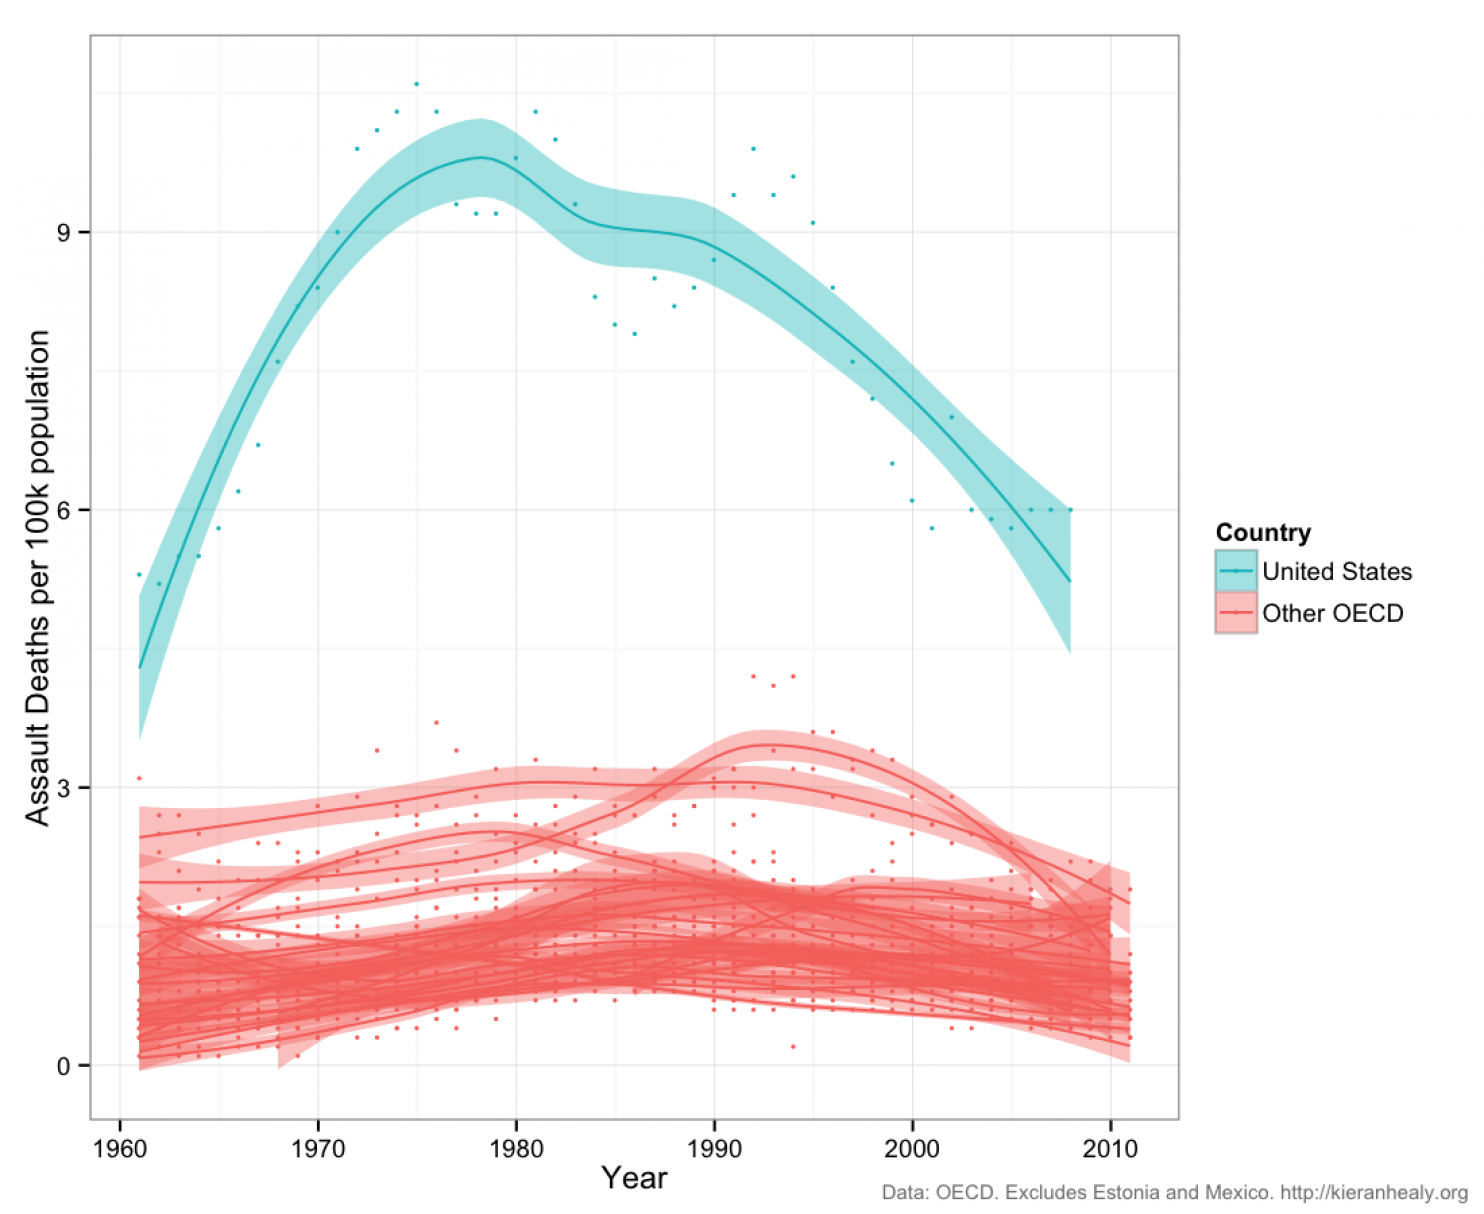 Assault Deaths per 100k population
9
6
3
0
1960 1970 1980 1990 2000 2010
Year
Country
United States
Other OECD
Data: OECD. Excludes Estonia and Mexico. http://kieranhealy.org